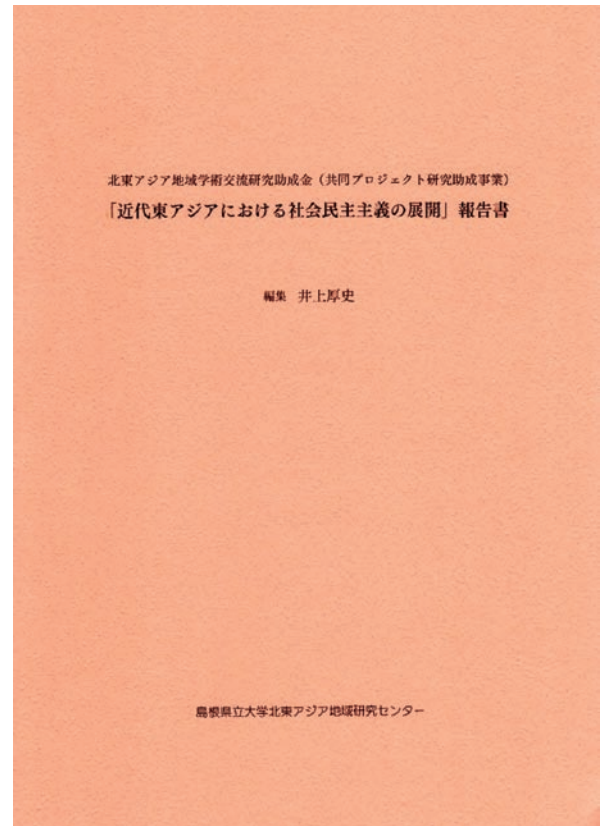 北東アジア地域学術交流研究助成金（共同プロジェクト研究助成事業）
「近代東アジアにおける社会民主主義の展開」報告書
編集 井上厚史
島根県立大学北東アジア地域研究センター